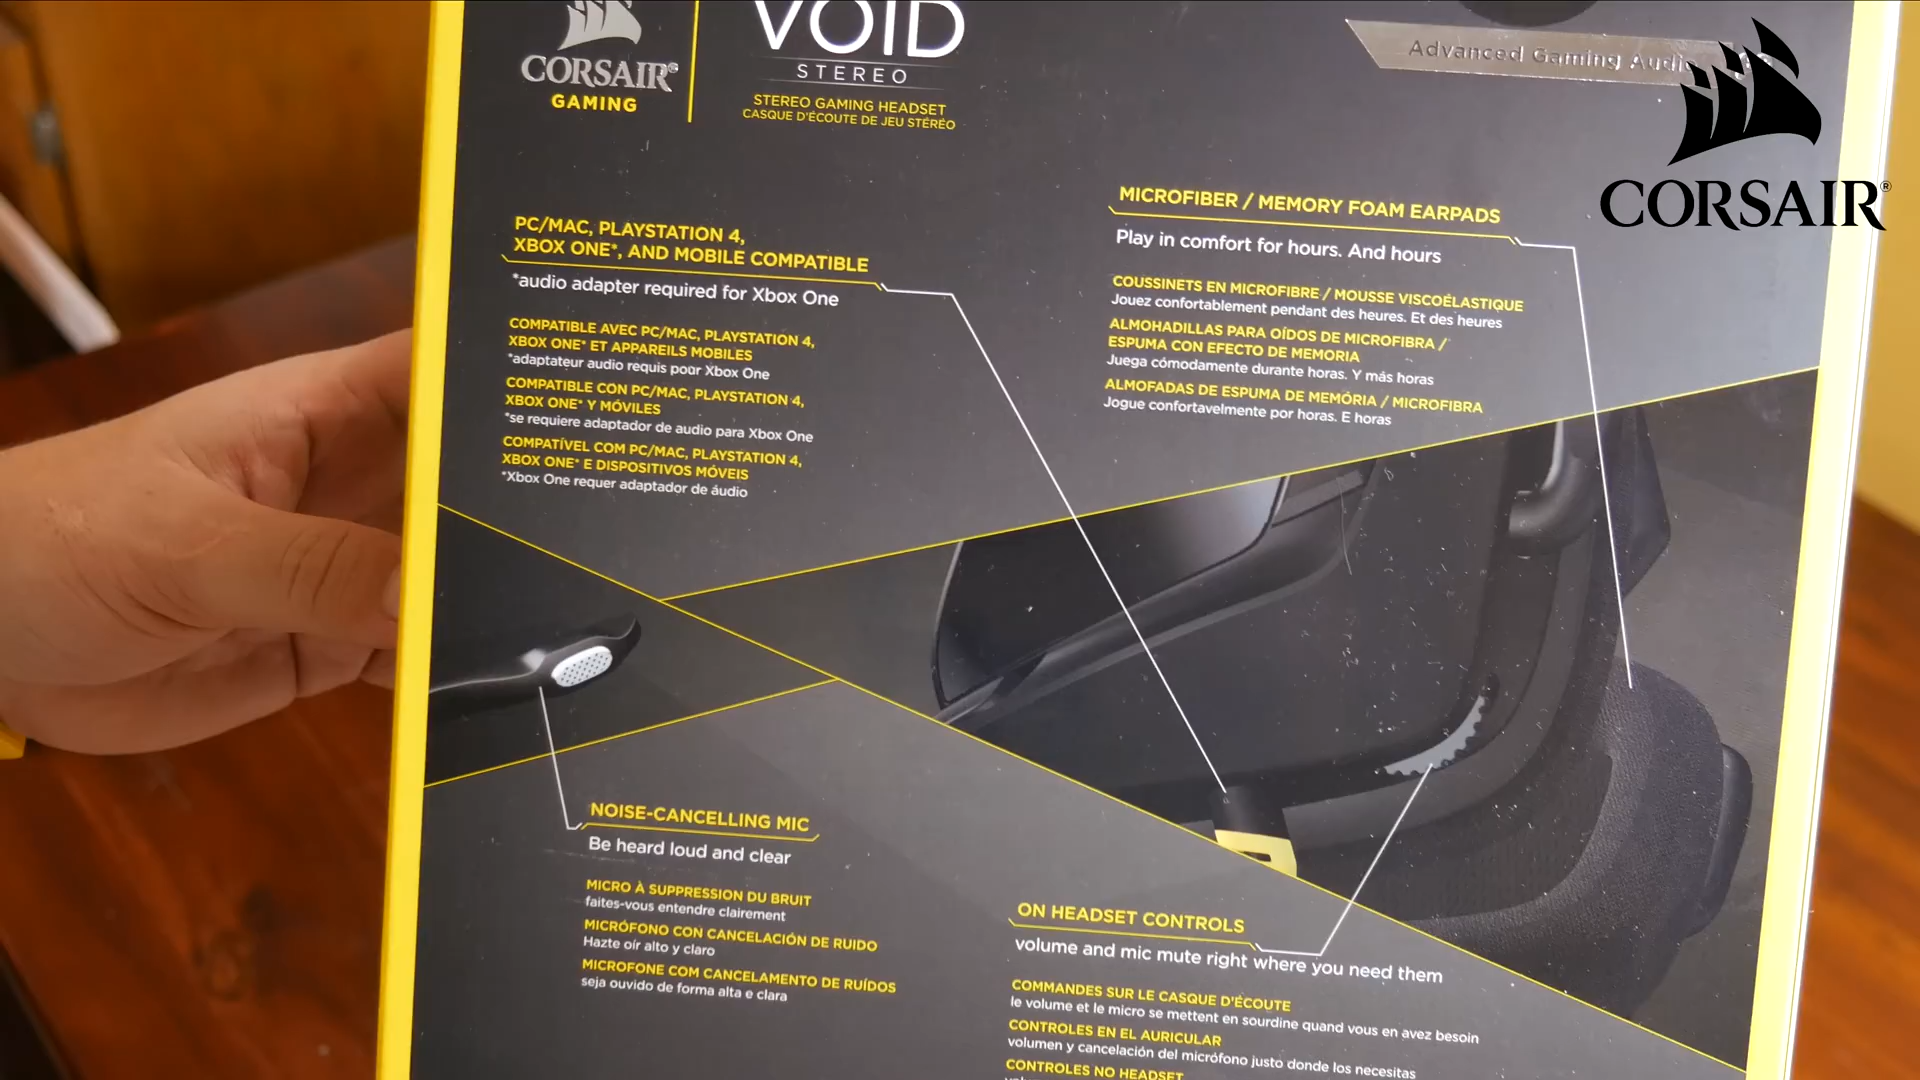 CORSAIR®
GAMING
VOID
STEREO
STEREO GAMING HEADSET
CASQUE D'ÉCOUTE DE JEU STÉRÉO
Advanced Gaming
CORSAIR®
PC/MAC, PLAYSTATION 4,
XBOX ONE*, AND MOBILE COMPATIBLE
*audio adapter required for Xbox One
COMPATIBLE AVEC PC/MAC, PLAYSTATION 4,
XBOX ONE* ET APPAREILS MOBILES
*adaptateur audio requis pour Xbox One
COMPATIBLE CON PC/MAC, PLAYSTATION 4,
XBOX ONE* Y MÓVILES
*se requiere adaptador de audio para Xbox One
COMPATÍVEL COM PC/MAC, PLAYSTATION 4,
XBOX ONE* E DISPOSITIVOS MÓVEIS
*Xbox One requer adaptador de áudio
MICROFIBER / MEMORY FOAM EARPADS
Play in comfort for hours. And hours
COUSSINETS EN MICROFIBRE / MOUSSE VISCOÉLASTIQUE
Jouez confortablement pendant des heures. Et des heures
ALMOHADILLAS PARA OÍDOS DE MICROFIBRA /
ESPUMA CON EFECTO DE MEMORIA
Juega cómodamente durante horas. Y más horas
ALMOFADAS DE ESPUMA DE MEMÓRIA / MICROFIBRA
Jogue confortavelmente por horas. E horas
NOISE-CANCELLING MIC
Be heard loud and clear
MICRO À SUPPRESSION DU BRUIT
faites-vous entendre clairement
MICRÓFONO CON CANCELACIÓN DE RUIDO
Hazte oír alto y claro
MICROFONE COM CANCELAMENTO DE RUÍDOS
seja ouvido de forma alta e clara
ON HEADSET CONTROLS
volume and mic mute right where you need them
COMMANDES SUR LE CASQUE D'ÉCOUTE
le volume et le micro se mettent en sourdine quand vous en avez besoin
CONTROLES EN EL AURICULAR
volumen y cancelación del micrófono justo donde los necesitas
CONTROLES NO HEADSET